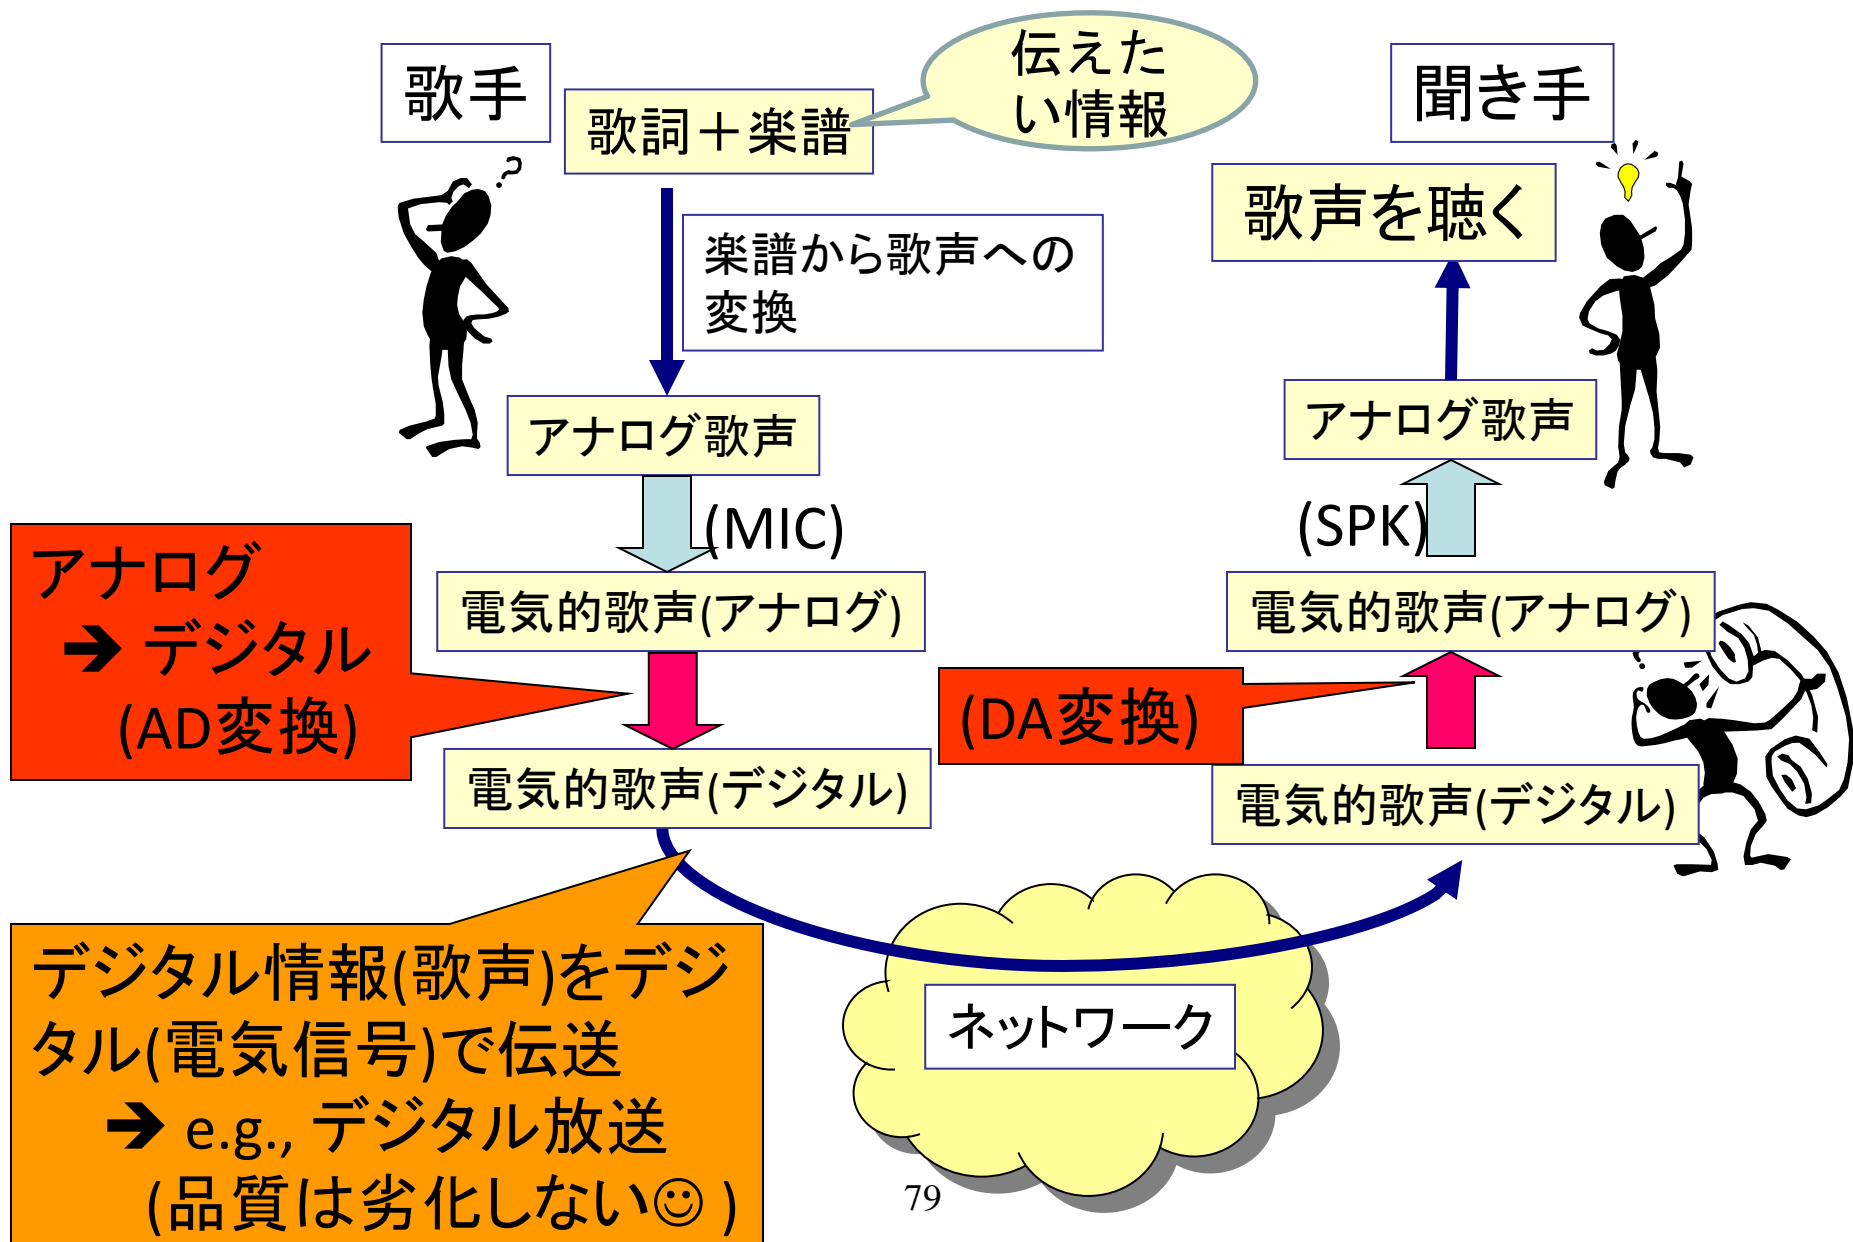 歌手
歌詞＋楽譜
伝えた
い情報
聞き手
歌声を聴く
楽譜から歌声への
変換
アナログ歌声
アナログ歌声
(MIC)
(SPK)
アナログ
➔ デジタル
(AD変換)
電気的歌声(アナログ)
電気的歌声(アナログ)
(DA変換)
電気的歌声(デジタル)
電気的歌声(デジタル)
デジタル情報(歌声)をデジ
タル(電気信号)で伝送
➔ e.g., デジタル放送
(品質は劣化しない☺ )
ネットワーク
79